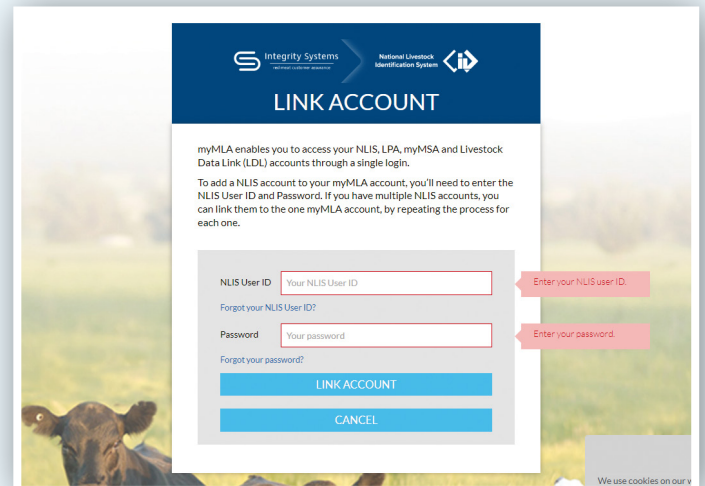 Integrity Systems
National Livestock
Identification System
LINK ACCOUNT
myMLA enables you to access your NLIS, LPA, myMSA and Livestock
Data Link (LDL) accounts through a single login.
To add a NLIS account to your myMLA account, you'll need to enter the
NLIS User ID and Password. If you have multiple NLIS accounts, you
can link them to the one myMLA account, by repeating the process for
each one.
NLIS User ID Your NLIS User ID Enter your NLIS user ID.
Forgot your NLIS User ID?
Password Your password Enter your password.
Forgot your password?
LINK ACCOUNT
CANCEL
We use cookies on our